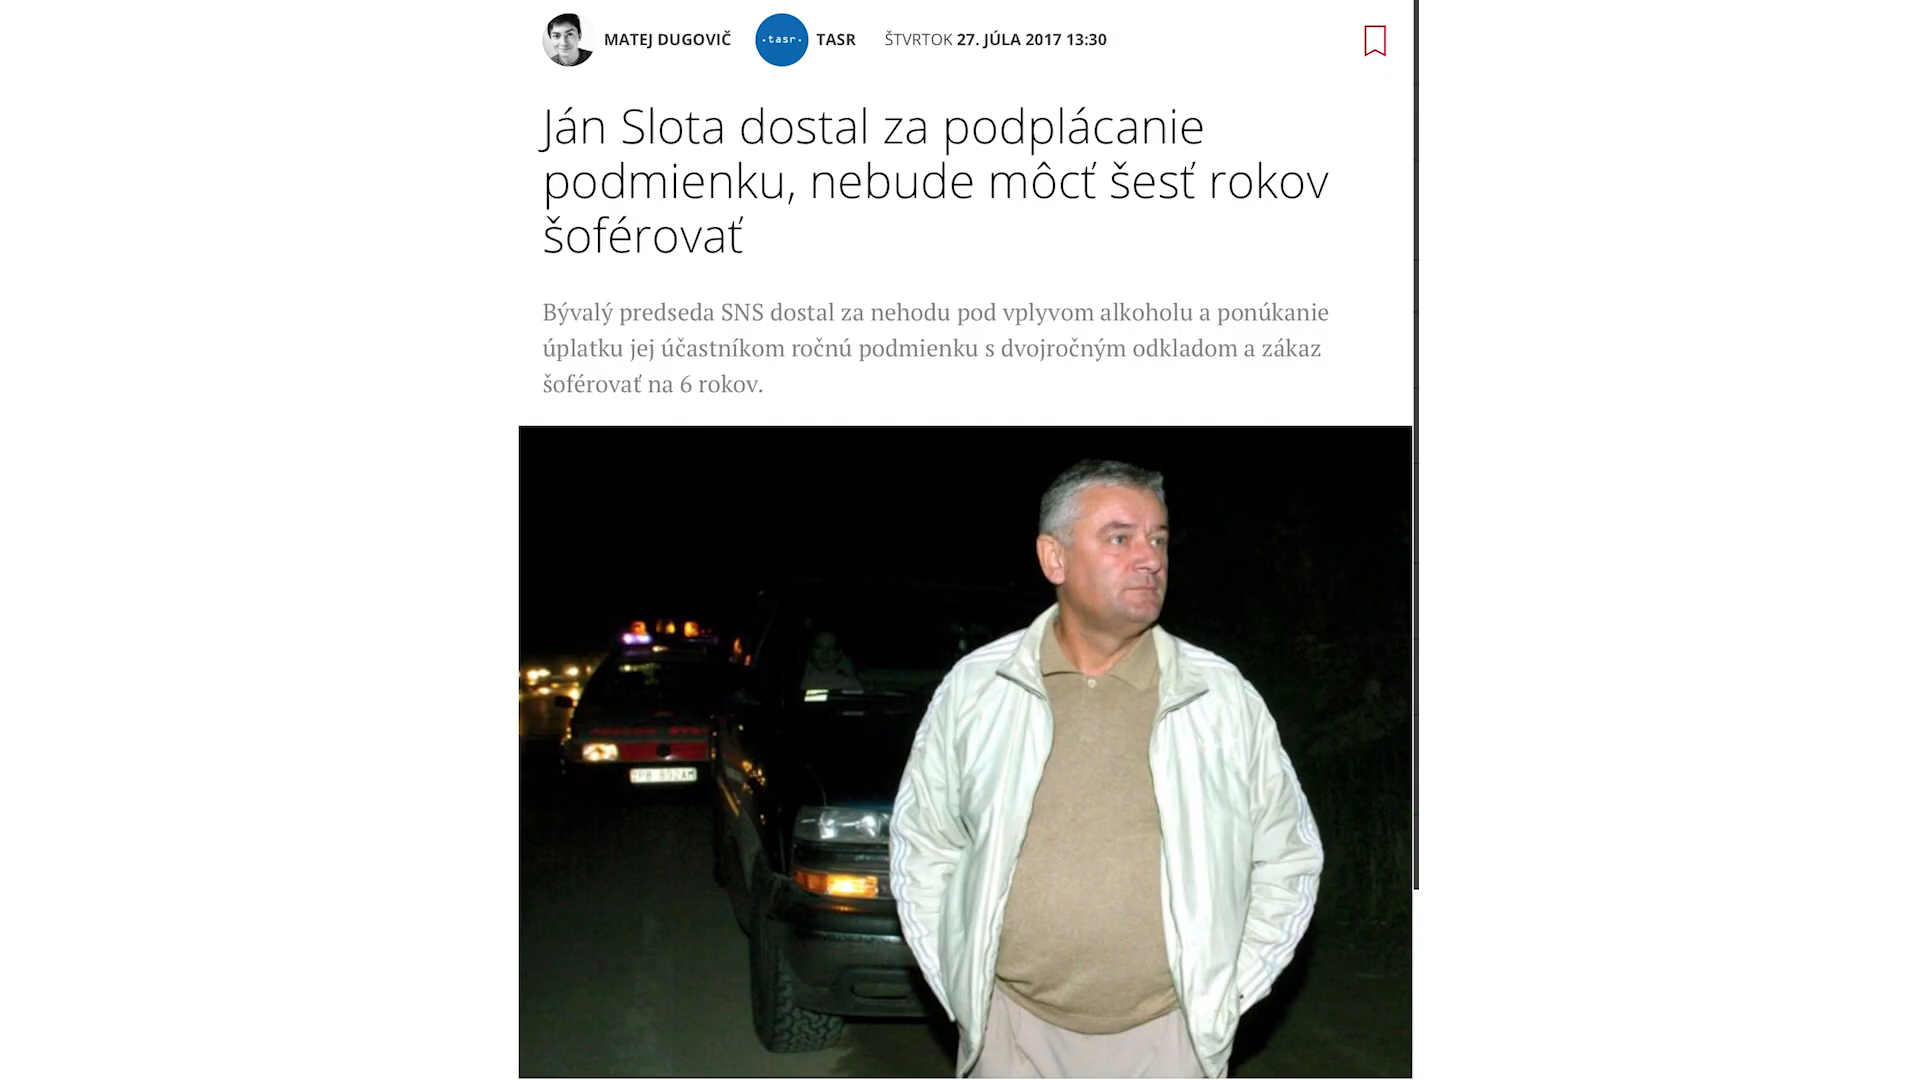 MATEJ DUGOVIČ
.tasr.
TASR
ŠTVRTOK 27. JÚLA 2017 13:30
Ján Slota dostal za podplácanie
podmienku, nebude môcť šesť rokov
šoférovať
Bývalý predseda SNS dostal za nehodu pod vplyvom alkoholu a ponúkanie
úplatku jej účastníkom ročnú podmienku s dvojročným odkladom a zákaz
šoférovať na 6 rokov.